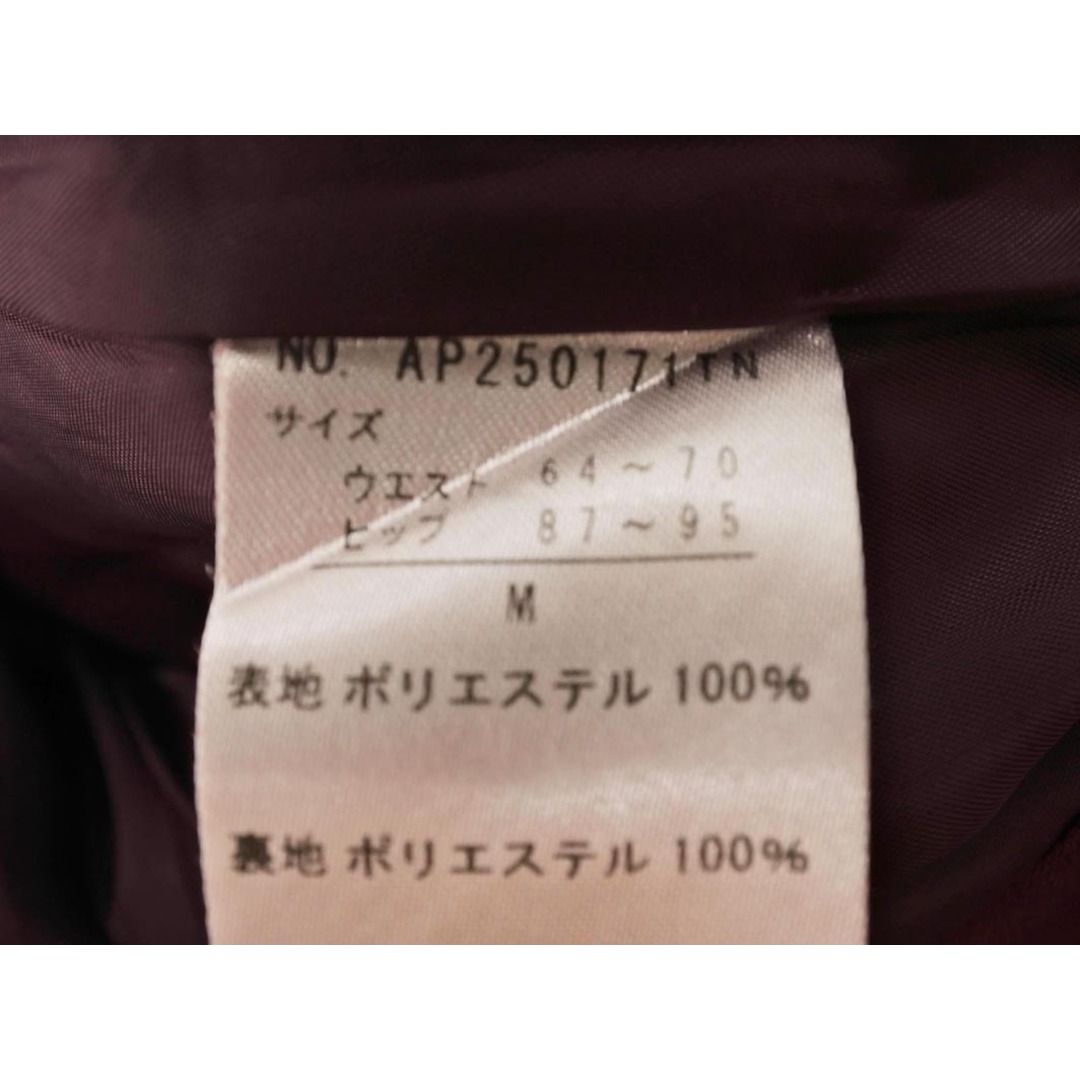 NO. AP250171TN
サイズ
ウエスト 64～70
ヒップ 87～95
M
表地 ポリエステル 100%
裏地 ポリエステル 100%